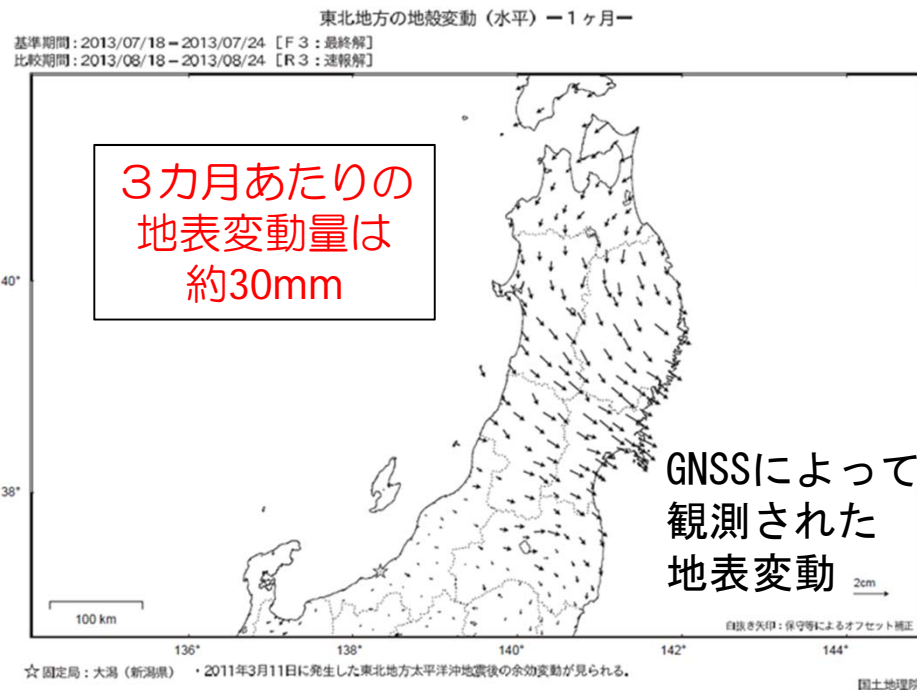 東北地方の地殻変動（水平）ー１ヶ月ー
基準期間：2013/07/18－2013/07/24［Ｆ３：最終解］
比較期間：2013/08/18－2013/08/24［Ｒ３：速報解］
３カ月あたりの
地表変動量は
約30mm
40°
38°
GNSSによって
観測された
地表変動
2cm
100 km
白抜き矢印：保守等によるオフセット補正
136°
138°
140°
142°
144°
☆固定局：大潟（新潟県）　・2011年3月11日に発生した東北地方太平洋沖地震後の余効変動が見られる。
国土地理院